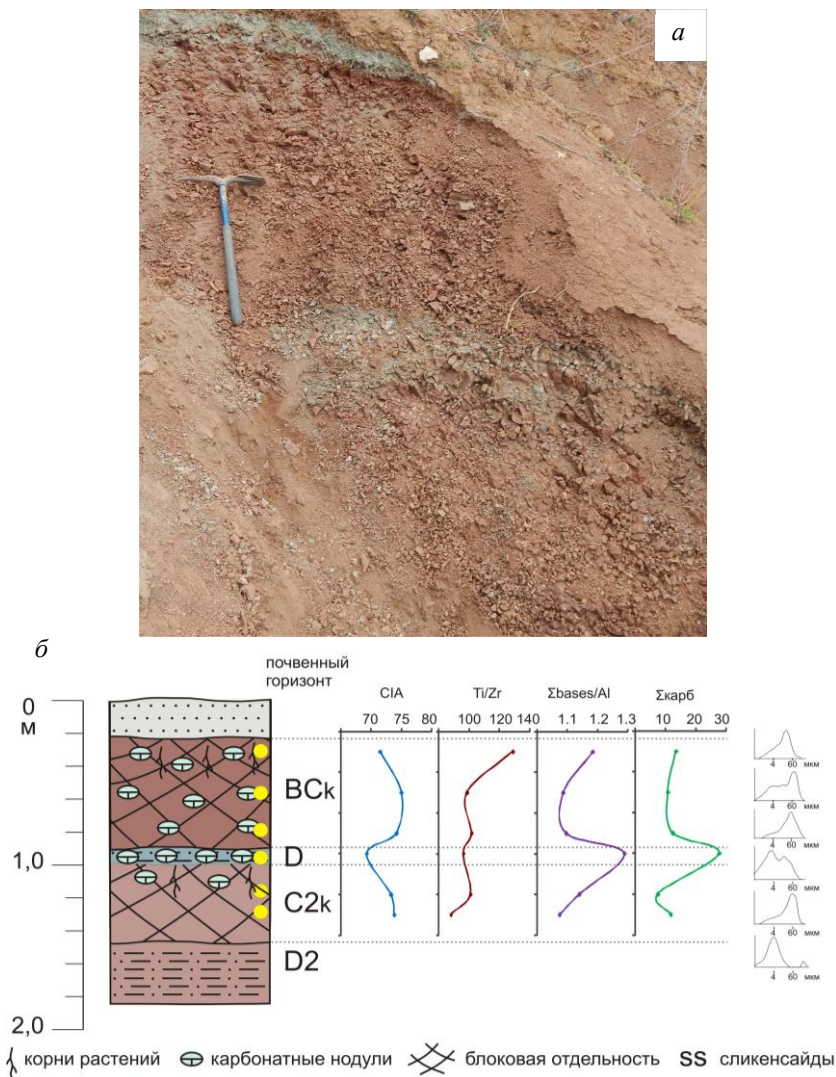 а
б
почвенный
горизонт
CIA Ti/Zr Σbases/Al Σкарб
0 70 75 80 100 120 140 1.1 1.2 1.3 10 20 30
м
4 60 мкм
BCk
4 60 мкм
4 60 мкм
1,0 D
4 60 мкм
C2k
4 60 мкм
D2
4 60 мкм
2,0
корни растений карбонатные нодули блоковая отдельность SS сликенсайды